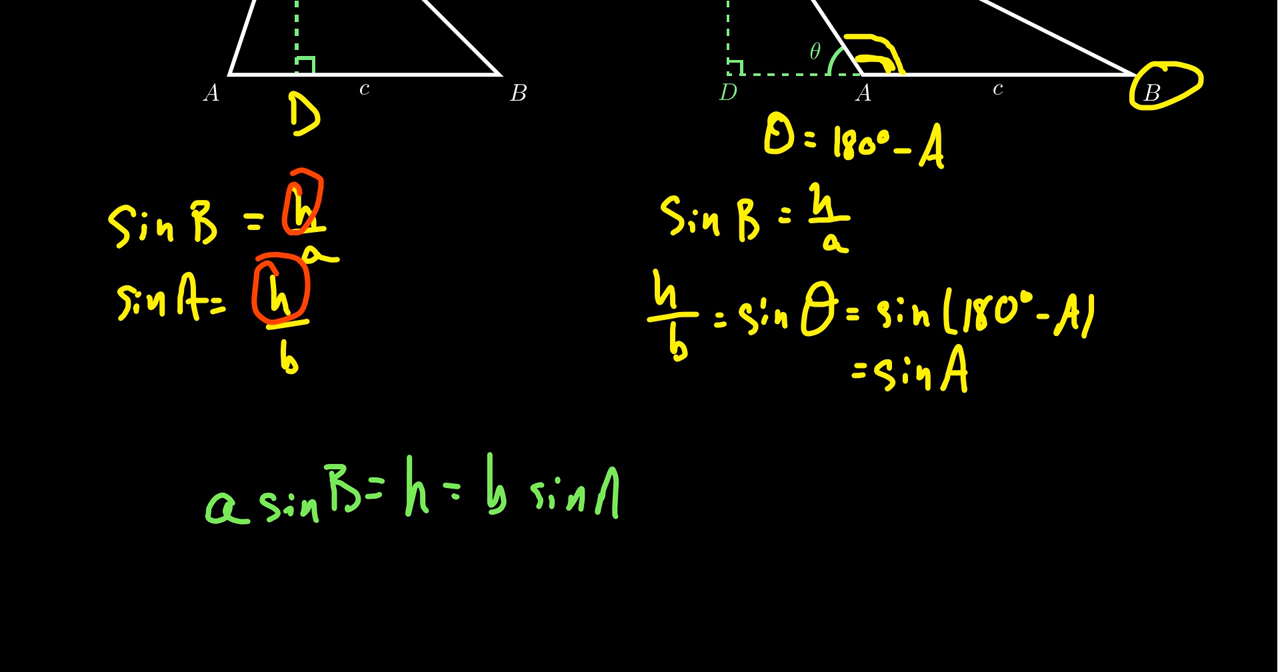 θ
A c B D A c B
D
θ = 180° - A
sin B = h/a
sin B = h/a
sin A = h/b
h/b = sin θ = sin (180° - A)
= sin A
a sin B = h = b sin A